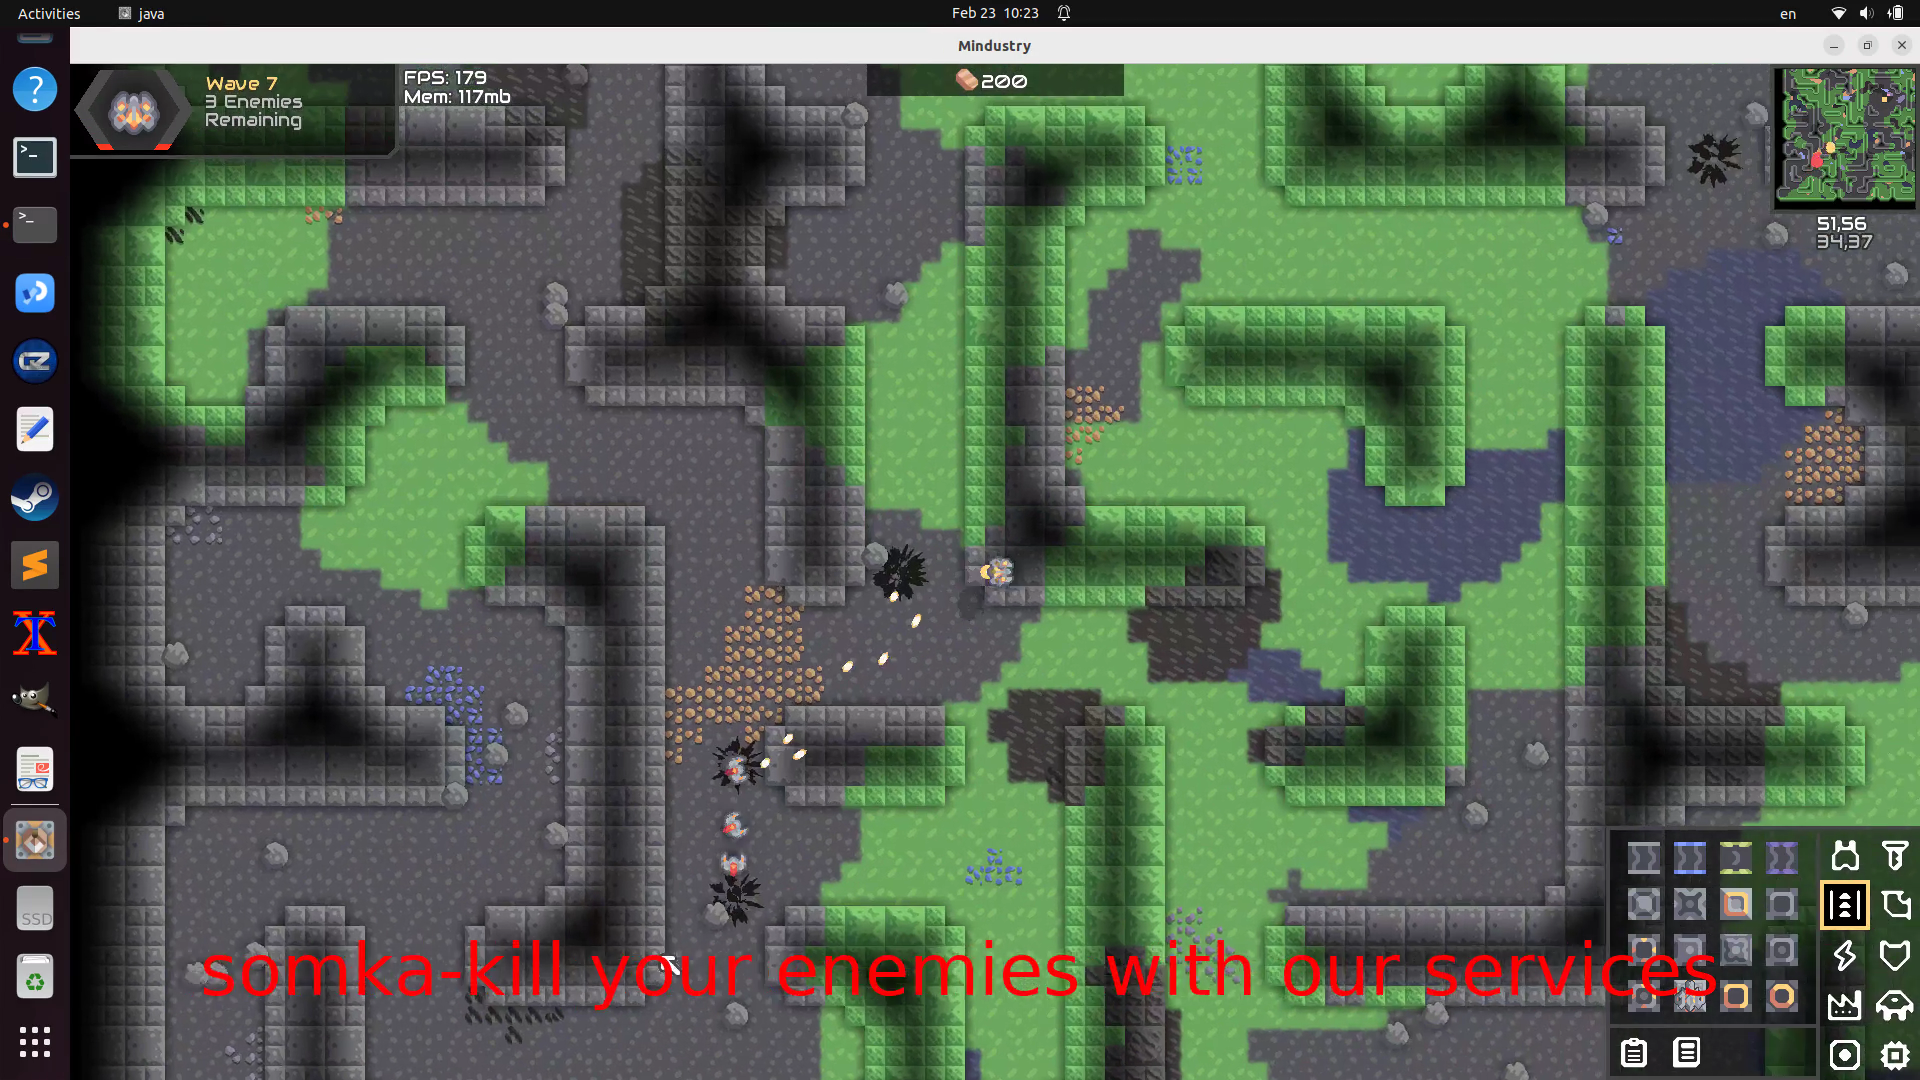 Activities
java
Feb 23 10:23
en
Mindustry
Wave 7
3 Enemies
Remaining
FPS: 179
Mem: 117mb
200
51,56
34,37
SSD
somka-kill your enemies with our services